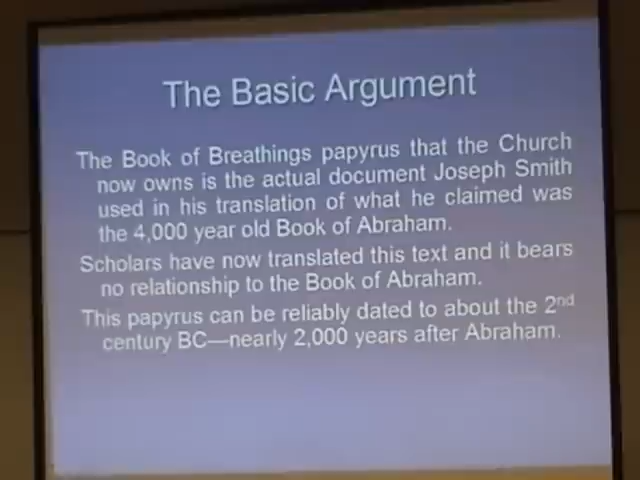 The Basic Argument
The Book of Breathings papyrus that the Church
now owns is the actual document Joseph Smith
used in his translation of what he claimed was
the 4,000 year old Book of Abraham.
Scholars have now translated this text and it bears
no relationship to the Book of Abraham.
This papyrus can be reliably dated to about the 2nd
century BC—nearly 2,000 years after Abraham.